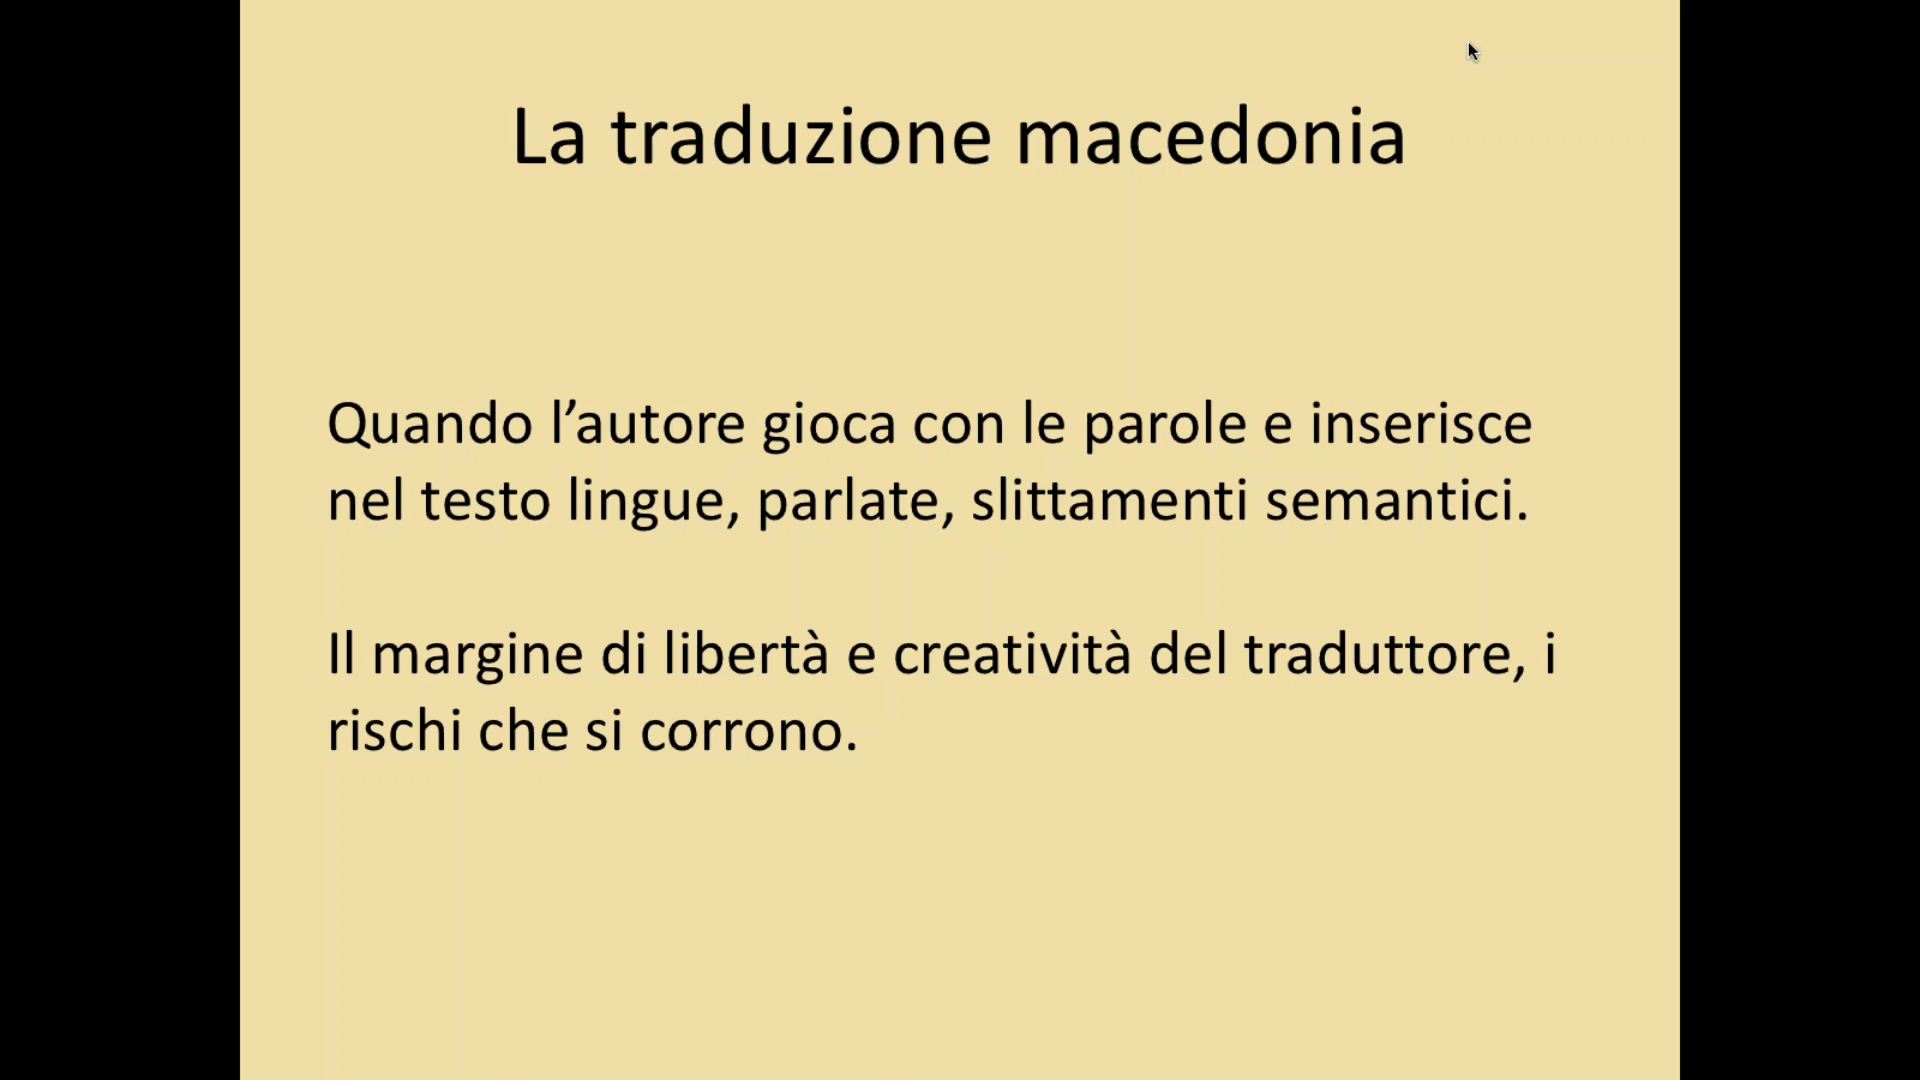 La traduzione macedonia
Quando l’autore gioca con le parole e inserisce
nel testo lingue, parlate, slittamenti semantici.
Il margine di libertà e creatività del traduttore, i
rischi che si corrono.